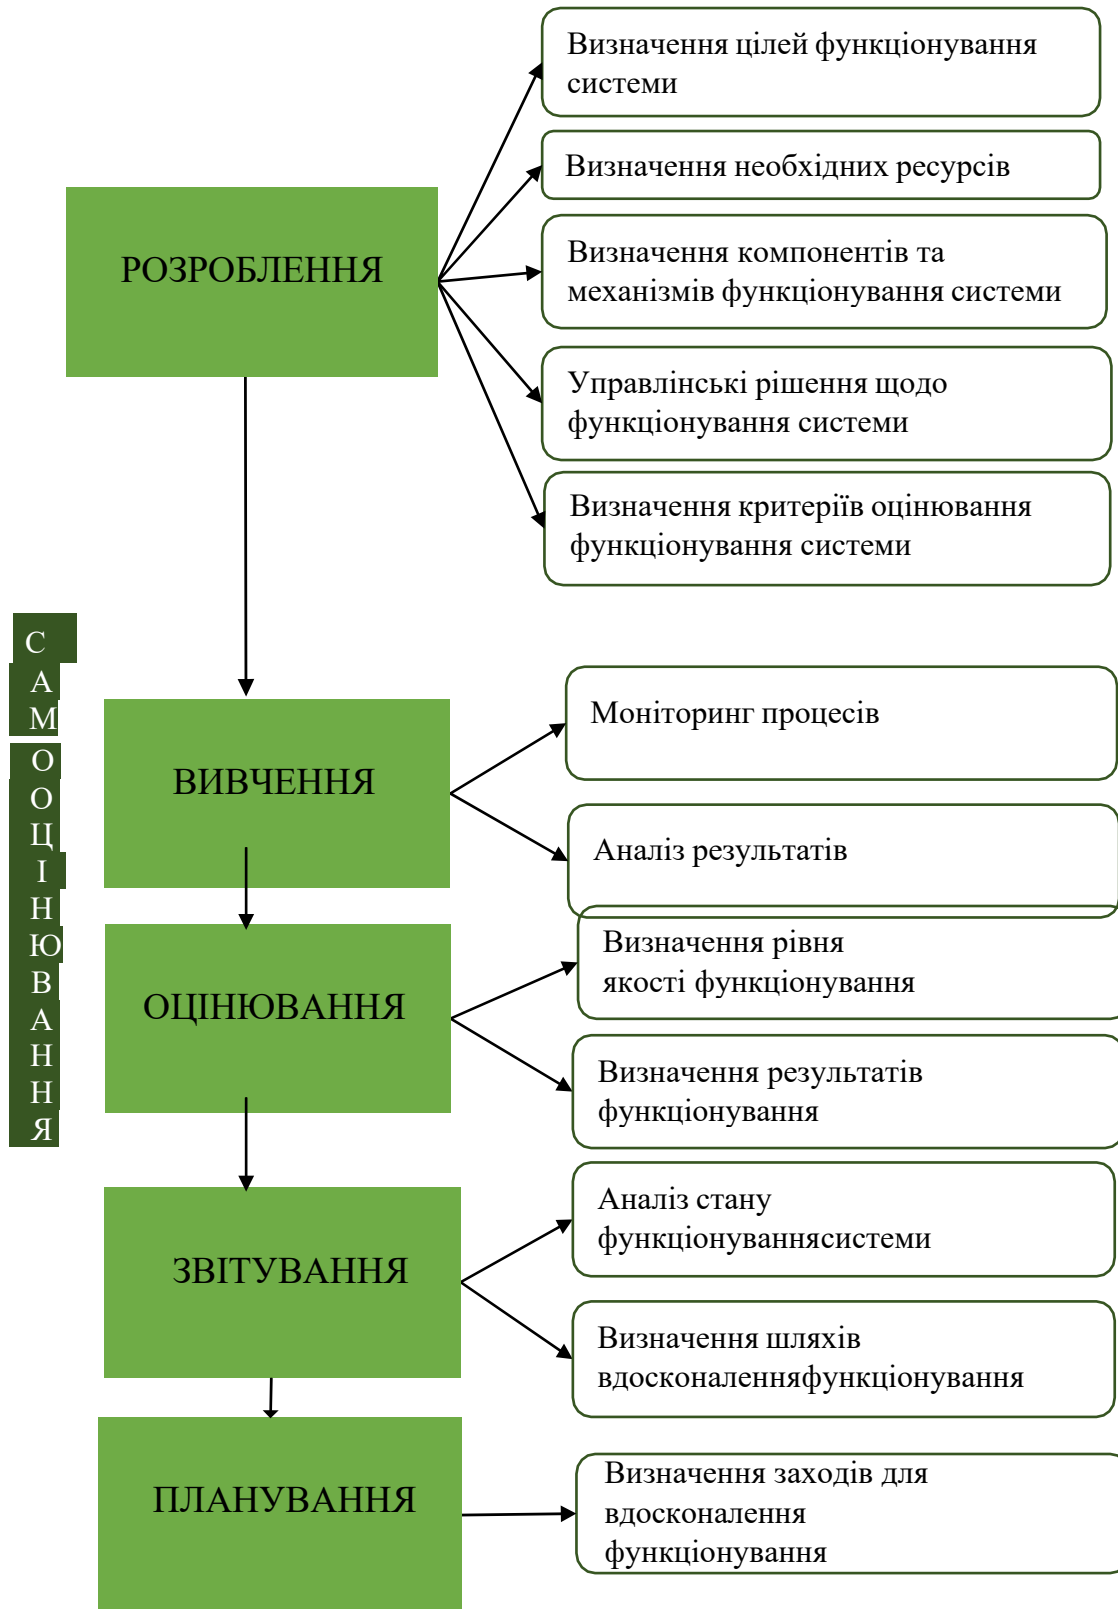 Визначення цілей функціонування
системи
Визначення необхідних ресурсів
РОЗРОБЛЕННЯ
Визначення компонентів та
механізмів функціонування системи
Управлінські рішення щодо
функціонування системи
Визначення критеріїв оцінювання
функціонування системи
С
А
М
О
О
Ц
І
Н
Ю
В
А
Н
Н
Я
ВИВЧЕННЯ
Моніторинг процесів
Аналіз результатів
ОЦІНЮВАННЯ
Визначення рівня
якості функціонування
Визначення результатів
функціонування
ЗВІТУВАННЯ
Аналіз стану
функціонуваннясистеми
Визначення шляхів
вдосконаленняфункціонування
ПЛАНУВАННЯ
Визначення заходів для
вдосконалення
функціонування